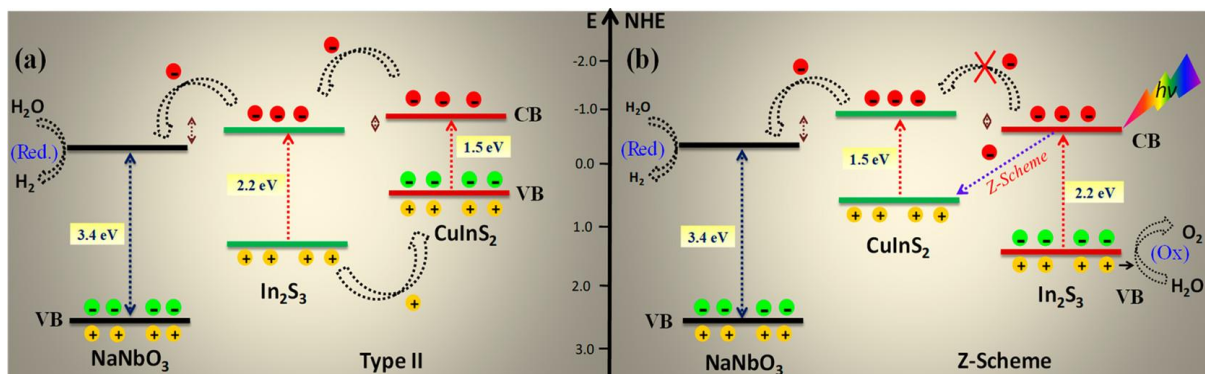 (a)
H₂O
(Red.)
H₂
3.4 eV
VB
NaNbO₃
2.2 eV
In₂S₃
CB
1.5 eV
VB
CuInS₂
Type II
E NHE
-2.0
-1.0
0.0
1.0
2.0
3.0
(b)
H₂O
(Red)
H₂
3.4 eV
VB
NaNbO₃
1.5 eV
CuInS₂
Z-Scheme
hν
CB
2.2 eV
O₂
(Ox)
H₂O
In₂S₃
VB
Z-Scheme